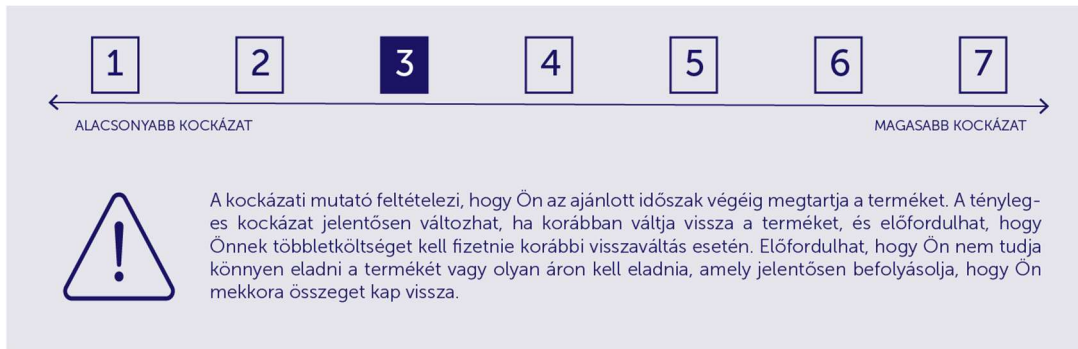 1 2 3 4 5 6 7
ALACSONYABB KOCKÁZAT MAGASABB KOCKÁZAT
A kockázati mutató feltételezi, hogy Ön az ajánlott időszak végéig megtartja a terméket. A tényleg-
es kockázat jelentősen változhat, ha korábban váltja vissza a terméket, és előfordulhat, hogy
Önnek többletköltséget kell fizetnie korábbi visszaváltás esetén. Előfordulhat, hogy Ön nem tudja
könnyen eladni a termékét vagy olyan áron kell eladnia, amely jelentősen befolyásolja, hogy Ön
mekkora összeget kap vissza.